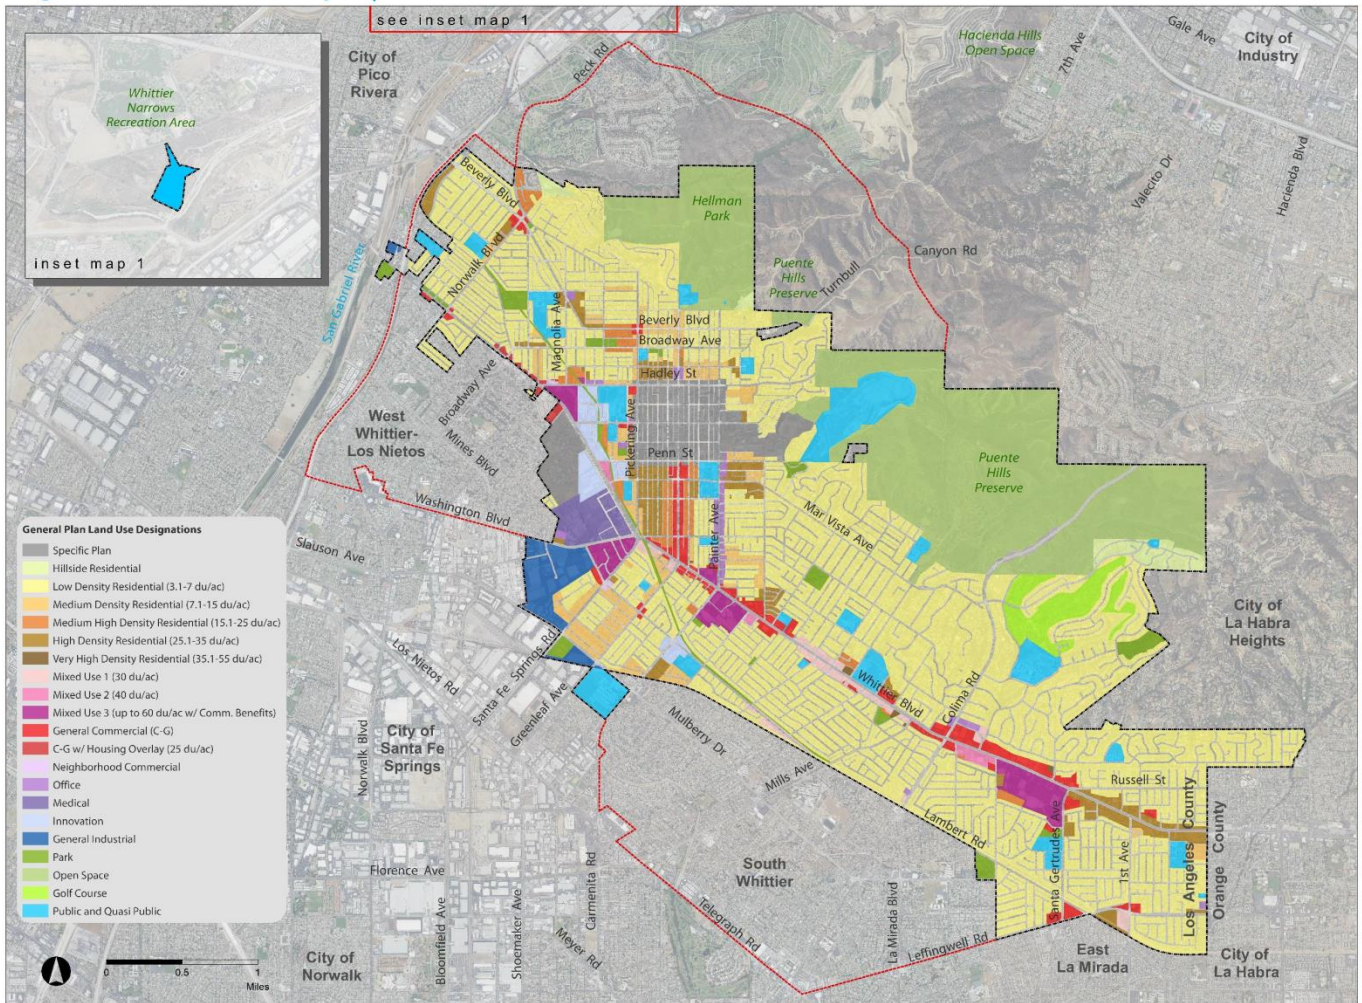 see inset map 1
Whittier
Narrows
Recreation Area
inset map 1
City of
Pico
Rivera
Peck Rd
Hacienda Hills
Open Space
7th Ave
Gale Ave
City of
Industry
Hacienda Blvd
Valecito Dr
Canyon Rd
Turnbull
Hellman
Park
Puente
Hills
Preserve
San Gabriel River
Beverly Blvd
Norwalk Blvd
Magnolia Ave
Beverly Blvd
Broadway Ave
Hadley St
Broadway Ave
Mines Blvd
West
Whittier-
Los Nietos
Pickering Ave
Penn St
Painter Ave
Mar Vista Ave
Puente
Hills
Preserve
Washington Blvd
Slauson Ave
General Plan Land Use Designations
Specific Plan
Hillside Residential
Low Density Residential (3.1-7 du/ac)
Medium Density Residential (7.1-15 du/ac)
Medium High Density Residential (15.1-25 du/ac)
High Density Residential (25.1-35 du/ac)
Very High Density Residential (35.1-55 du/ac)
Mixed Use 1 (30 du/ac)
Mixed Use 2 (40 du/ac)
Mixed Use 3 (up to 60 du/ac w/ Comm. Benefits)
General Commercial (C-G)
C-G w/ Housing Overlay (25 du/ac)
Neighborhood Commercial
Office
Medical
Innovation
General Industrial
Park
Open Space
Golf Course
Public and Quasi Public
Los Nietos Rd
Santa Fe Springs Rd
Greenleaf Ave
Norwalk Blvd
City of
Santa Fe
Springs
Mulberry Dr
Mills Ave
Whittier Blvd
Colima Rd
City of
La Habra
Heights
Russell St
Lambert Rd
Santa Gertrudes Ave
1st Ave
Los Angeles County
Orange County
South
Whittier
Florence Ave
Bloomfield Ave
Shoemaker Ave
Carmenita Rd
Meyer Rd
Telegraph Rd
La Mirada Blvd
Leffingwell Rd
East
La Mirada
City of
La Habra
City of
Norwalk
0
0.5
1
Miles